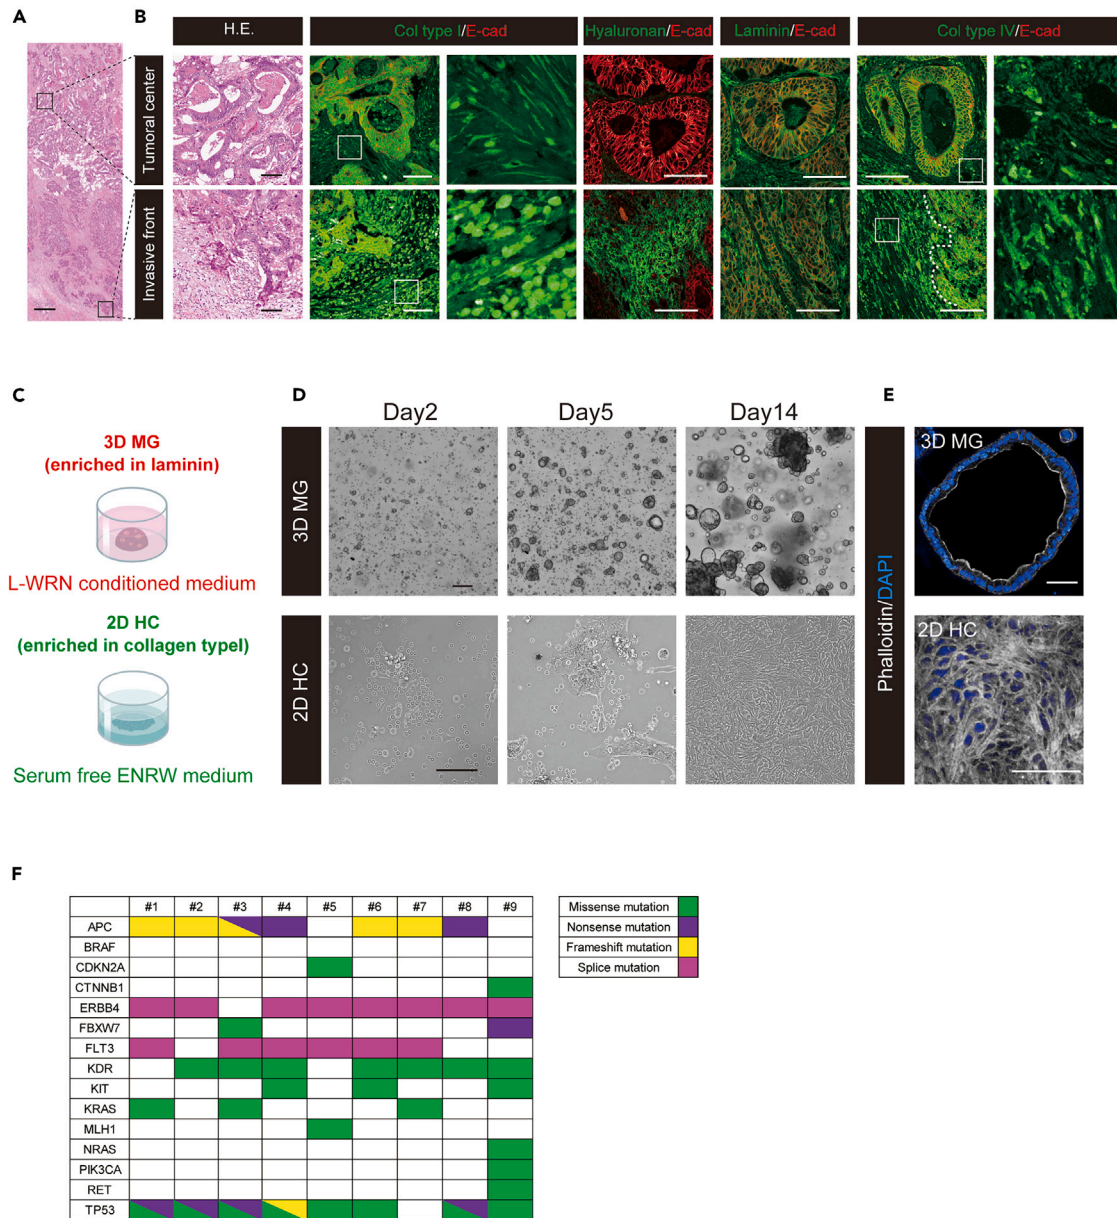 A
B
H.E.
Col type I/E-cad
Hyaluronan/E-cad
Laminin/E-cad
Col type IV/E-cad
Tumoral center
Invasive front
C
3D MG
(enriched in laminin)
L-WRN conditioned medium
2D HC
(enriched in collagen typeI)
Serum free ENRW medium
D
Day2
Day5
Day14
3D MG
2D HC
E
Phalloidin/DAPI
3D MG
2D HC
F
#1 #2 #3 #4 #5 #6 #7 #8 #9
APC
BRAF
CDKN2A
CTNNB1
ERBB4
FBXW7
FLT3
KDR
KIT
KRAS
MLH1
NRAS
PIK3CA
RET
TP53
Missense mutation
Nonsense mutation
Frameshift mutation
Splice mutation